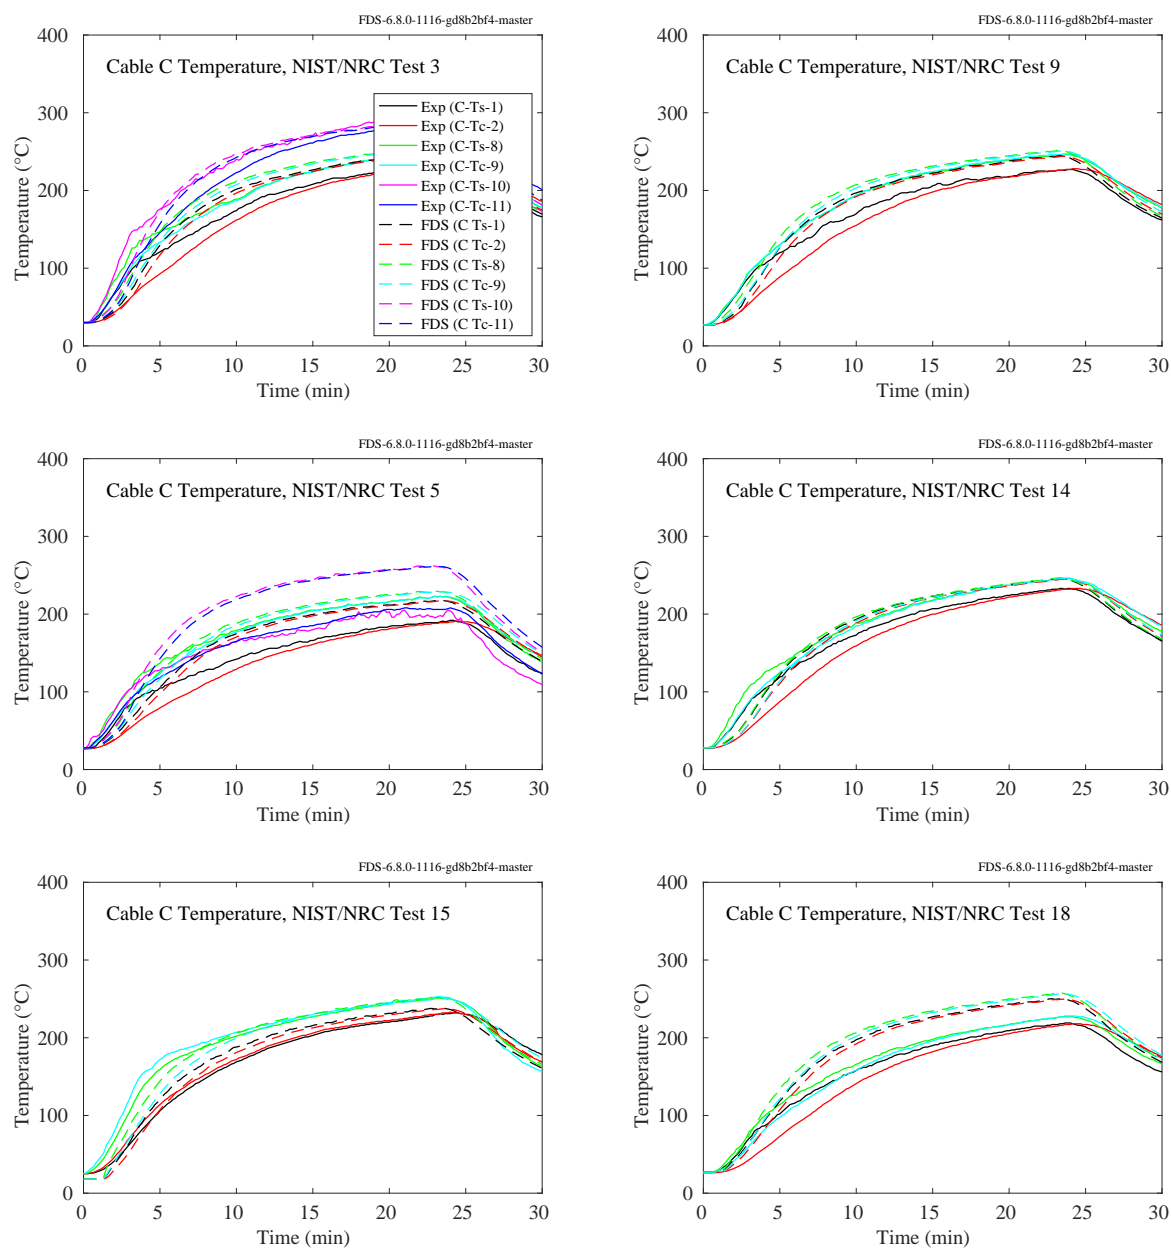 FDS-6.8.0-1116-gd8b2bf4-master
Cable C Temperature, NIST/NRC Test 3
Temperature (°C)
400
300
200
100
0
Exp (C-Ts-1)
Exp (C-Tc-2)
Exp (C-Ts-8)
Exp (C-Tc-9)
Exp (C-Ts-10)
Exp (C-Tc-11)
FDS (C Ts-1)
FDS (C Tc-2)
FDS (C Ts-8)
FDS (C Tc-9)
FDS (C Ts-10)
FDS (C Tc-11)
0 5 10 15 20 25 30
Time (min)
FDS-6.8.0-1116-gd8b2bf4-master
Cable C Temperature, NIST/NRC Test 9
Temperature (°C)
400
300
200
100
0
0 5 10 15 20 25 30
Time (min)
FDS-6.8.0-1116-gd8b2bf4-master
Cable C Temperature, NIST/NRC Test 5
Temperature (°C)
400
300
200
100
0
0 5 10 15 20 25 30
Time (min)
FDS-6.8.0-1116-gd8b2bf4-master
Cable C Temperature, NIST/NRC Test 14
Temperature (°C)
400
300
200
100
0
0 5 10 15 20 25 30
Time (min)
FDS-6.8.0-1116-gd8b2bf4-master
Cable C Temperature, NIST/NRC Test 15
Temperature (°C)
400
300
200
100
0
0 5 10 15 20 25 30
Time (min)
FDS-6.8.0-1116-gd8b2bf4-master
Cable C Temperature, NIST/NRC Test 18
Temperature (°C)
400
300
200
100
0
0 5 10 15 20 25 30
Time (min)